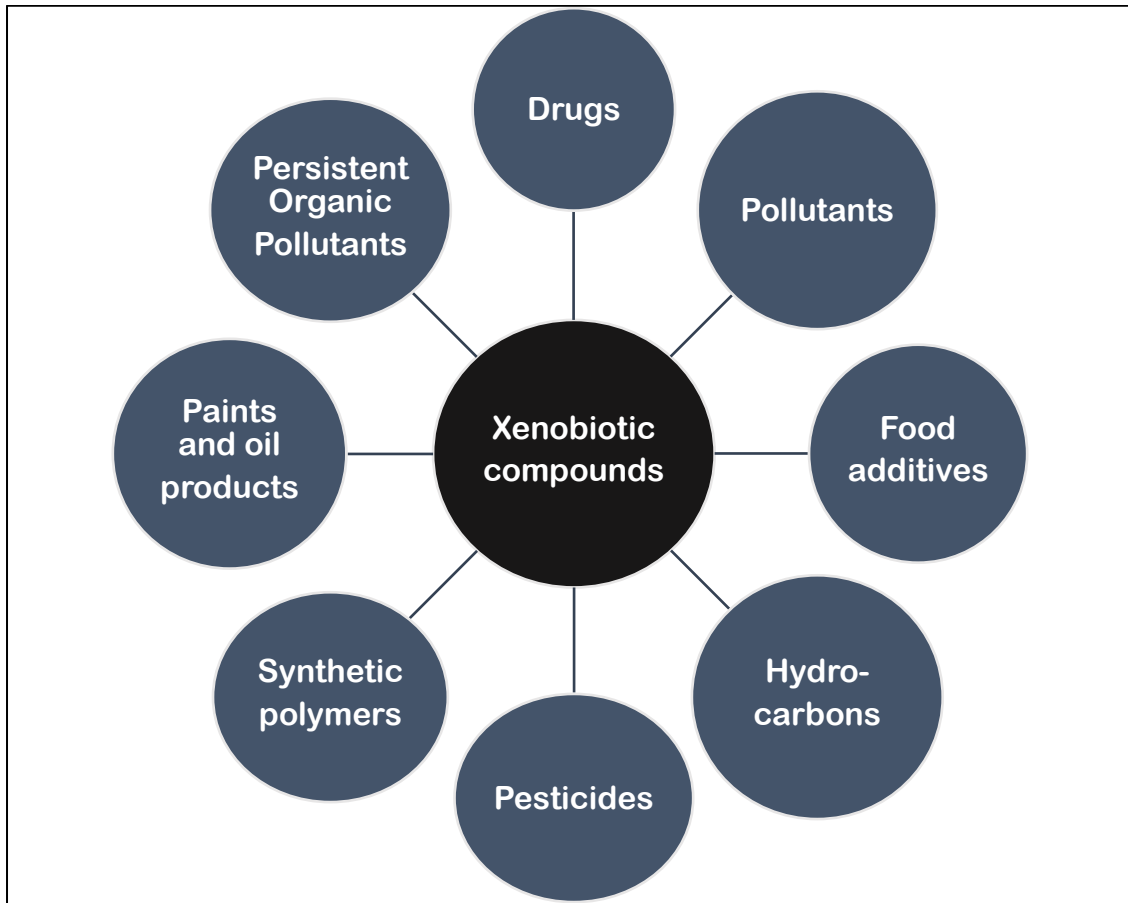 Drugs
Pollutants
Food
additives
Hydro-
carbons
Pesticides
Synthetic
polymers
Paints
and oil
products
Persistent
Organic
Pollutants
Xenobiotic
compounds